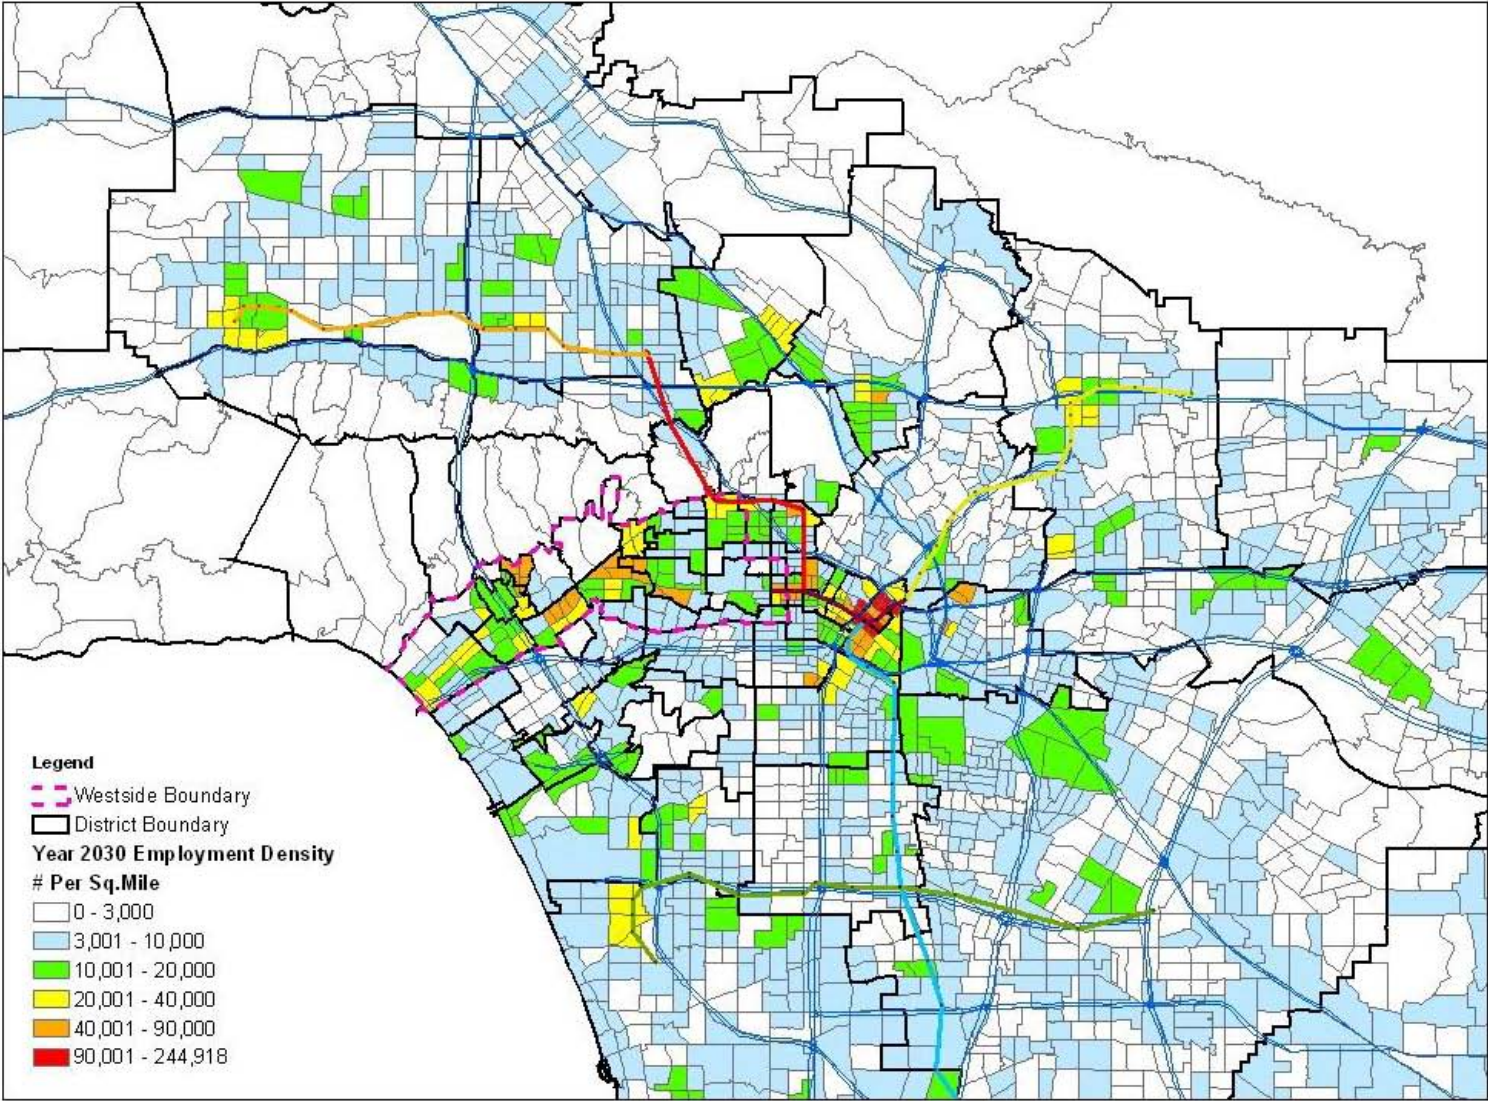 Legend
Westside Boundary
District Boundary
Year 2030 Employment Density
# Per Sq.Mile
0 - 3,000
3,001 - 10,000
10,001 - 20,000
20,001 - 40,000
40,001 - 90,000
90,001 - 244,918